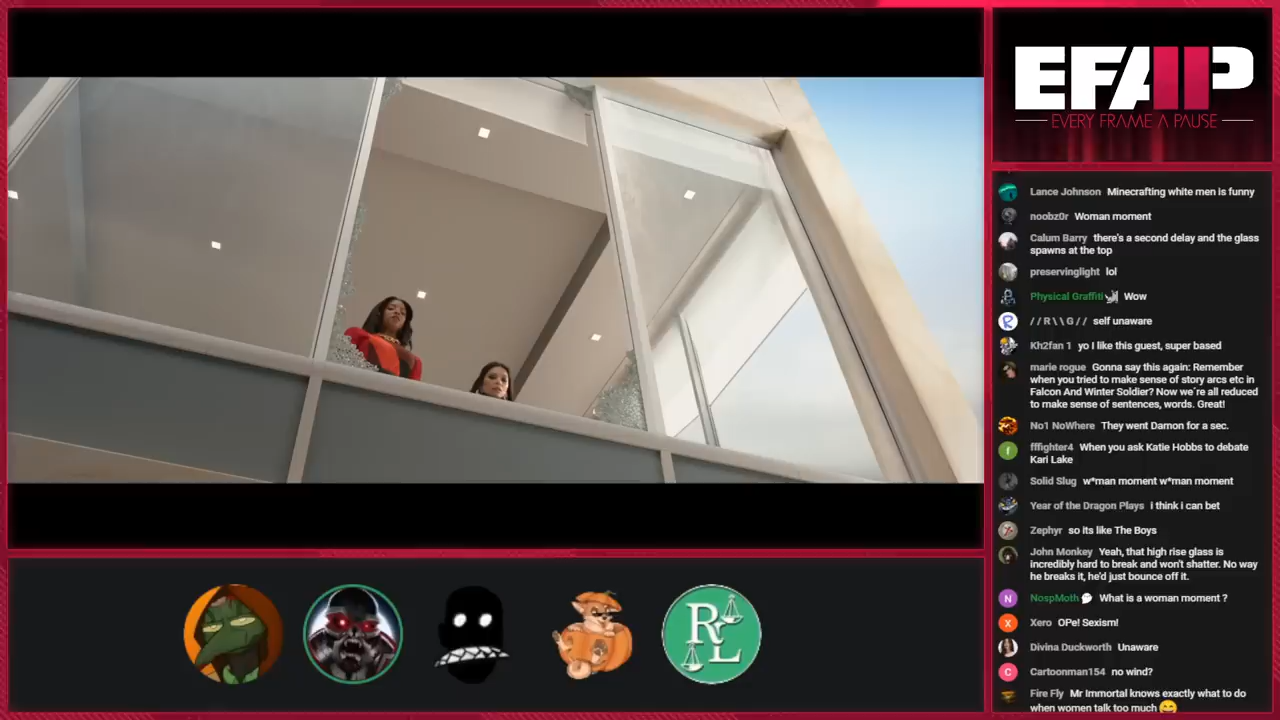 EFAP
EVERY FRAME A PAUSE
Lance Johnson Minecrafting white men is funny
noobz0r Woman moment
Calum Barry there's a second delay and the glass
spawns at the top
preservinglight lol
Physical Graffiti Wow
//R\\G// self unaware
Kh2fan 1 yo I like this guest, super based
marie rogue Gonna say this again: Remember
when you tried to make sense of story arcs etc in
Falcon And Winter Soldier? Now we're all reduced
to make sense of sentences, words. Great!
No1 NoWhere They went Damon for a sec.
fffighter4 When you ask Katie Hobbs to debate
Kari Lake
Solid Slug w*man moment w*man moment
Year of the Dragon Plays i think i can bet
Zephyr so Its like The Boys
John Monkey Yeah, that high rise glass is
incredibly hard to break and won't shatter. No way
he breaks it, he'd just bounce off it.
N NospMoth What is a woman moment ?
X Xero OPe! Sexism!
Divina Duckworth Unaware
C Cartoonman154 no wind?
Fire Fly Mr Immortal knows exactly what to do
when women talk too much 😄
R L